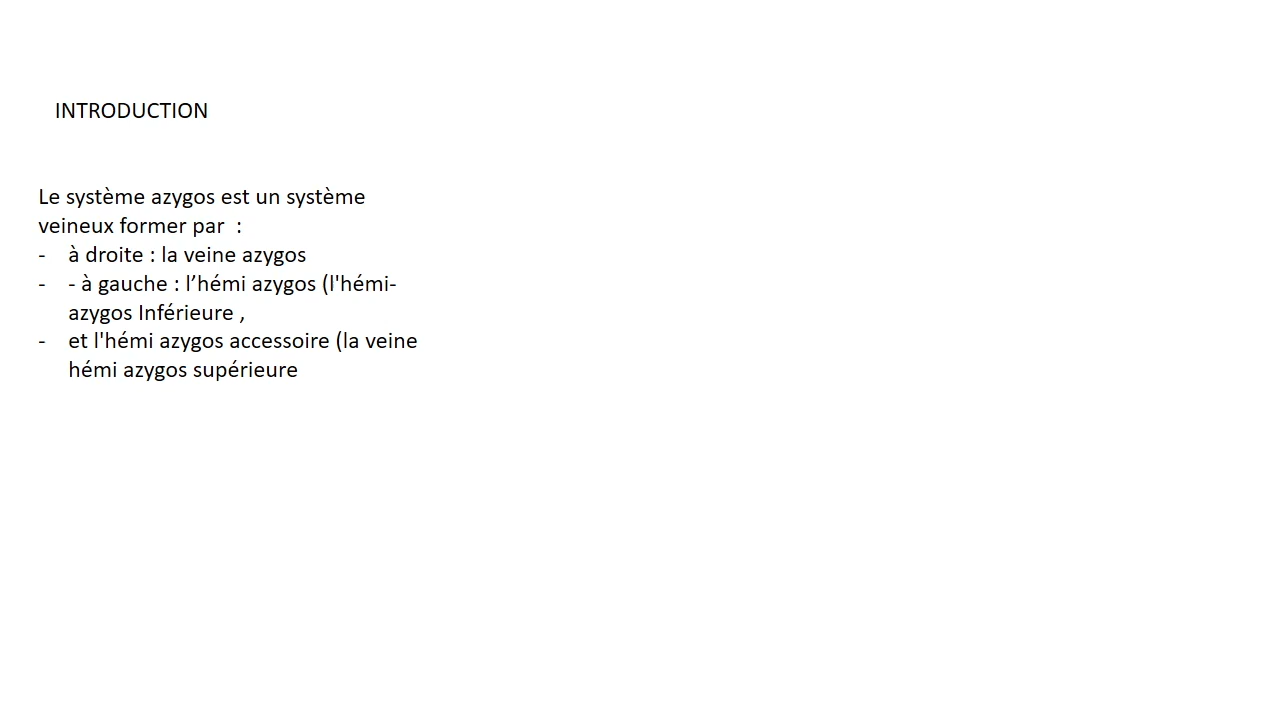 INTRODUCTION
Le système azygos est un système
veineux former par  :
- à droite : la veine azygos
- - à gauche : l’hémi azygos (l'hémi-
azygos Inférieure ,
- et l'hémi azygos accessoire (la veine
hémi azygos supérieure